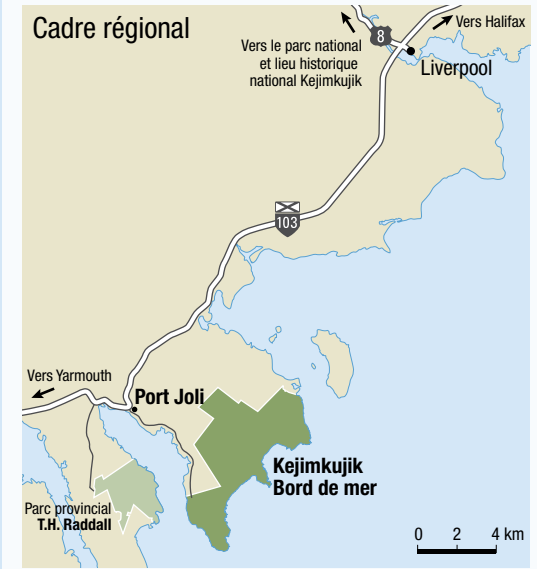 Cadre régional
Vers Halifax
8
Vers le parc national
et lieu historique
national Kejimkujik
Liverpool
103
Vers Yarmouth
Port Joli
Kejimkujik
Bord de mer
Parc provincial
T.H. Raddall
0 2 4 km